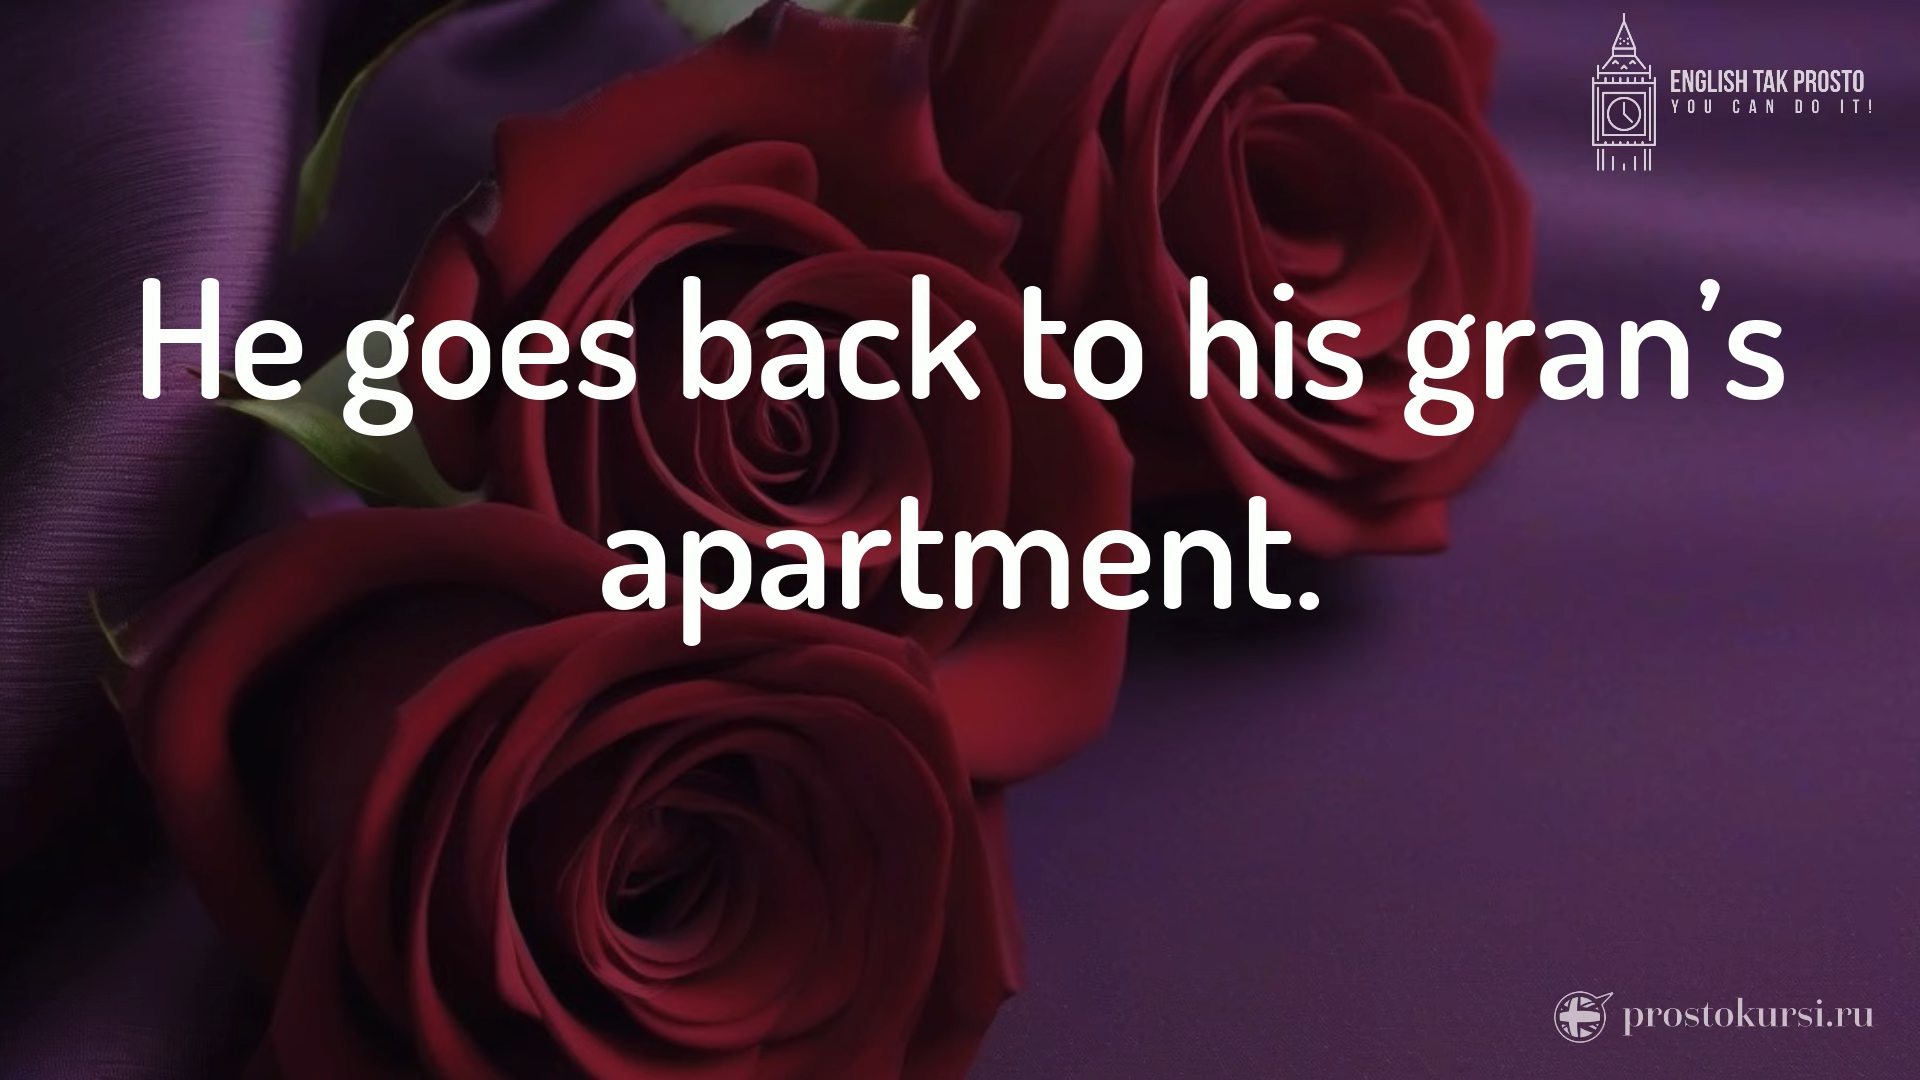 ENGLISH TAK PROSTO
YOU CAN DO IT!
He goes back to his gran’s
apartment.
prostokursi.ru